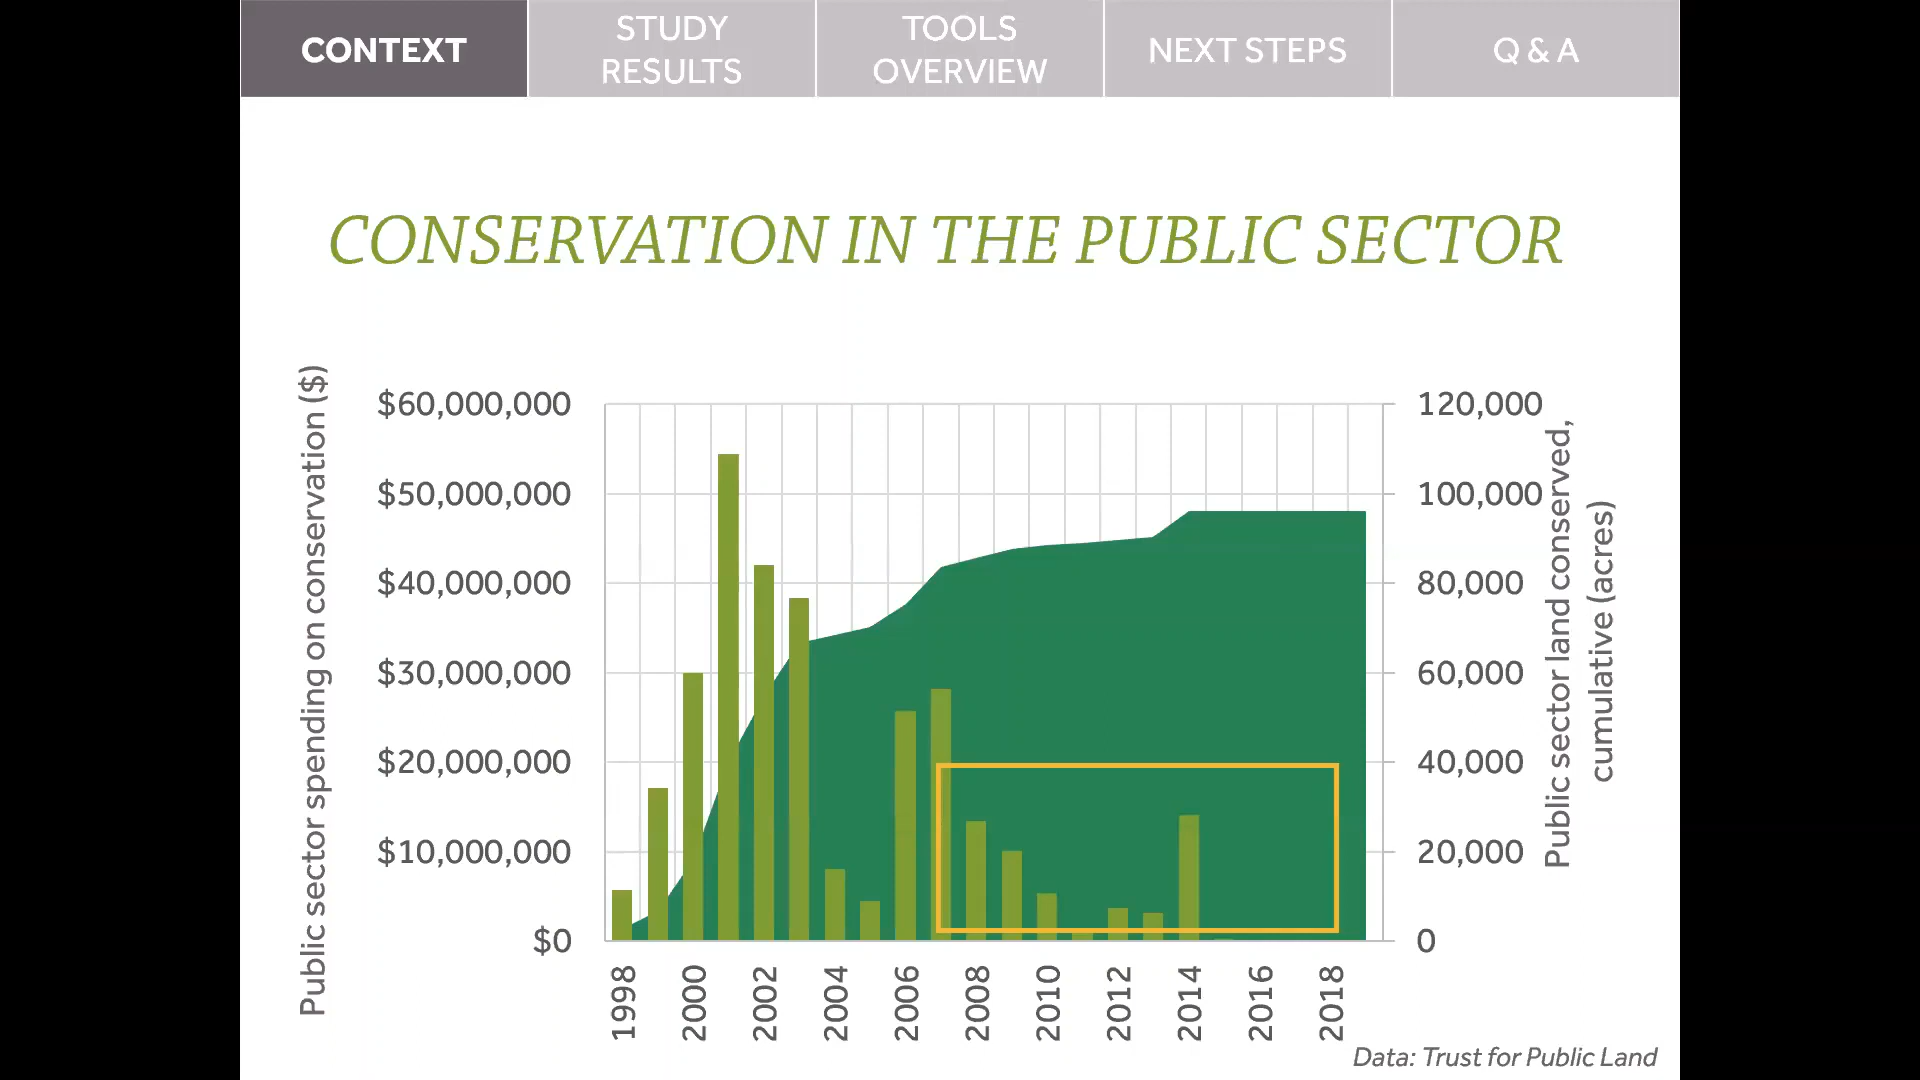 CONTEXT
STUDY
RESULTS
TOOLS
OVERVIEW
NEXT STEPS
Q & A
CONSERVATION IN THE PUBLIC SECTOR
Public sector spending on conservation ($)
$60,000,000
$50,000,000
$40,000,000
$30,000,000
$20,000,000
$10,000,000
$0
120,000
100,000
80,000
60,000
40,000
20,000
0
Public sector land conserved,
cumulative (acres)
1998
2000
2002
2004
2006
2008
2010
2012
2014
2016
2018
Data: Trust for Public Land